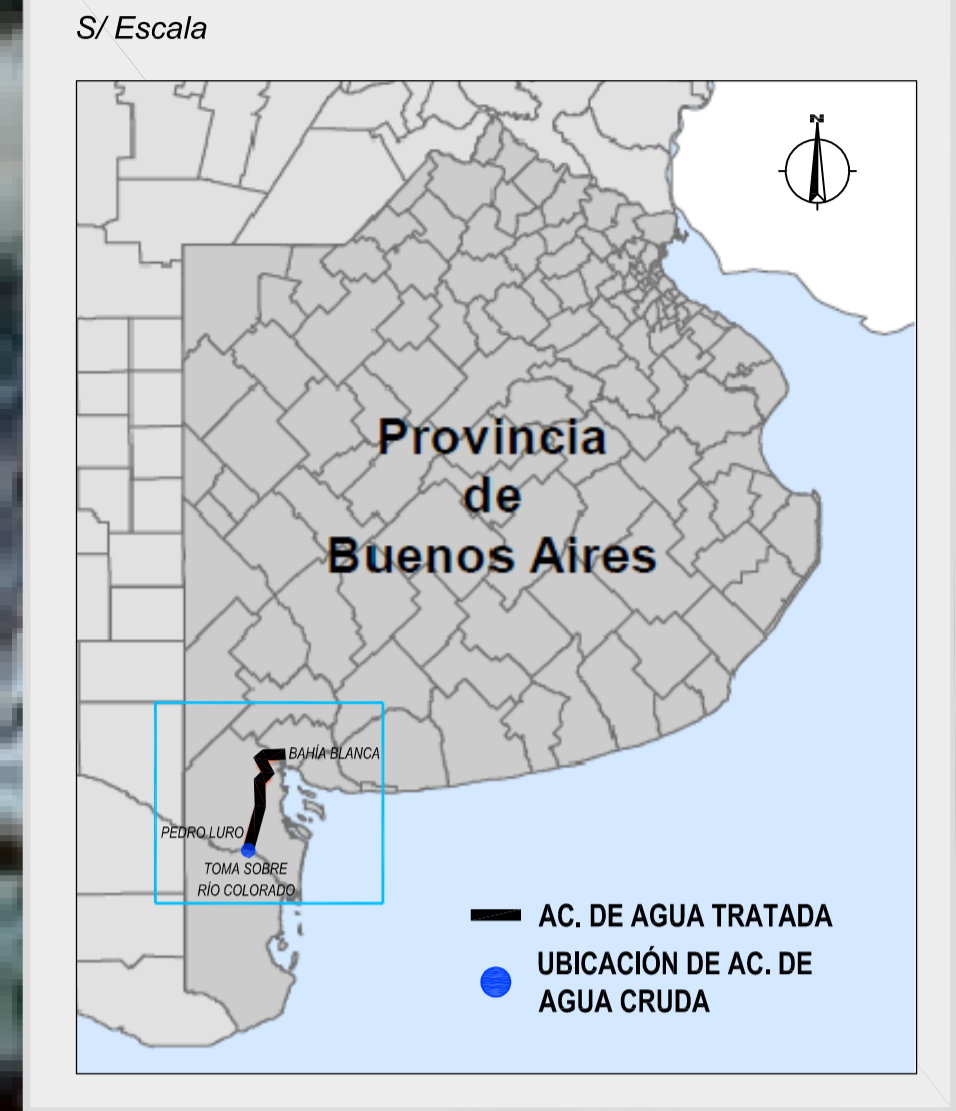 S/ Escala
N
Provincia
de
Buenos Aires
BAHÍA BLANCA
PEDRO LURO
TOMA SOBRE
RÍO COLORADO
AC. DE AGUA TRATADA
UBICACIÓN DE AC. DE
AGUA CRUDA